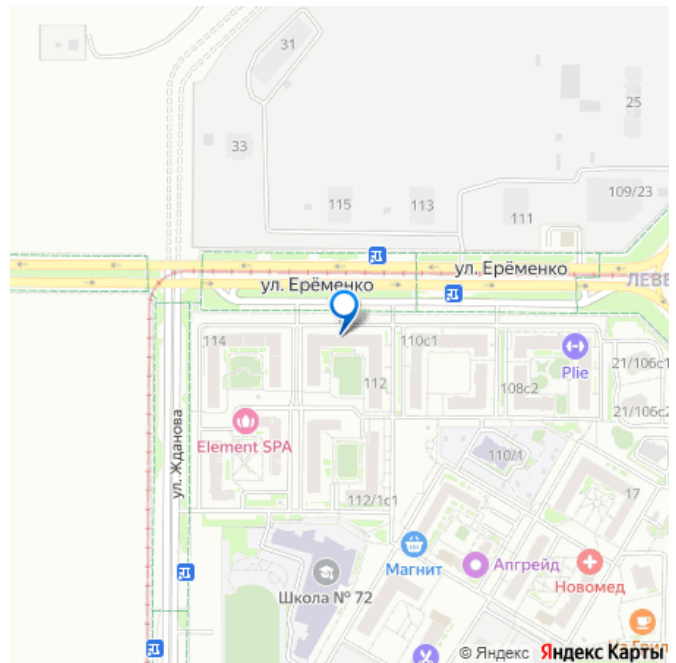 31
25
33
109/23
115
113
111
ул. Ерёменко
ЛЕВЕ
ул. Ерёменко
114
110с1
Plie
21/106с1
112
108с2
ул. Жданова
21/106с2
Element SPA
110/1
17
112/1с1
Магнит
Апгрейд
Новомед
Школа № 72
© Яндекс Яндекс Карты